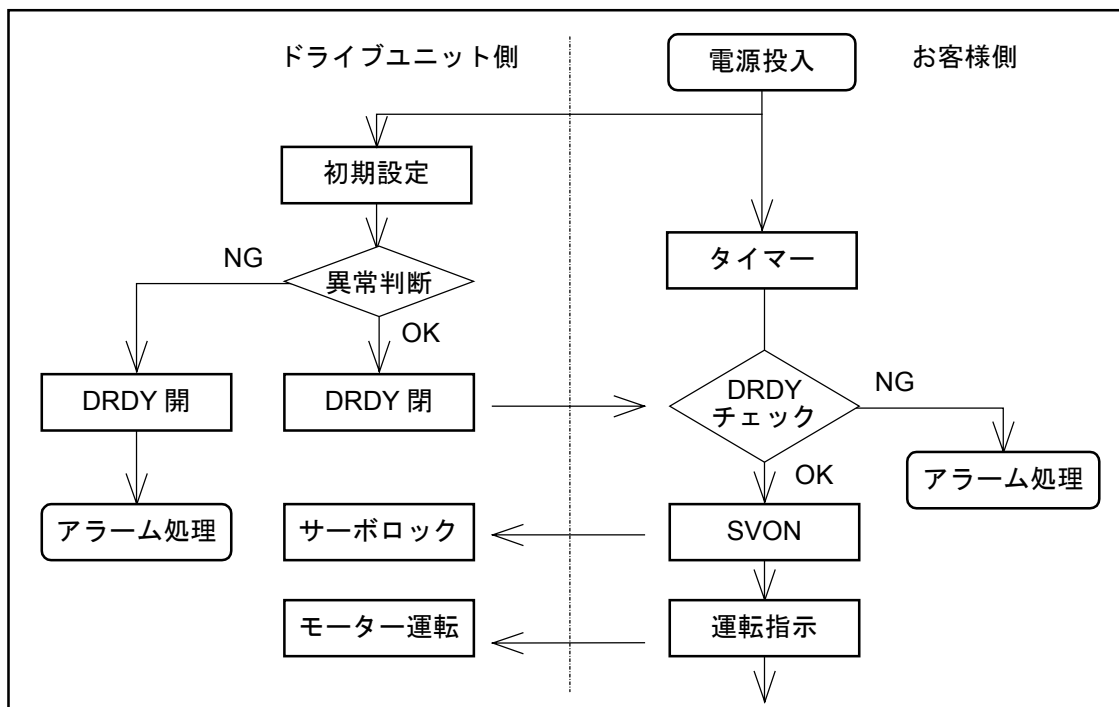 ドライブユニット側
電源投入
お客様側
初期設定
NG
異常判断
タイマー
OK
DRDY 開
DRDY 閉
DRDY
チェック
NG
アラーム処理
OK
アラーム処理
サーボロック
SVON
モーター運転
運転指示